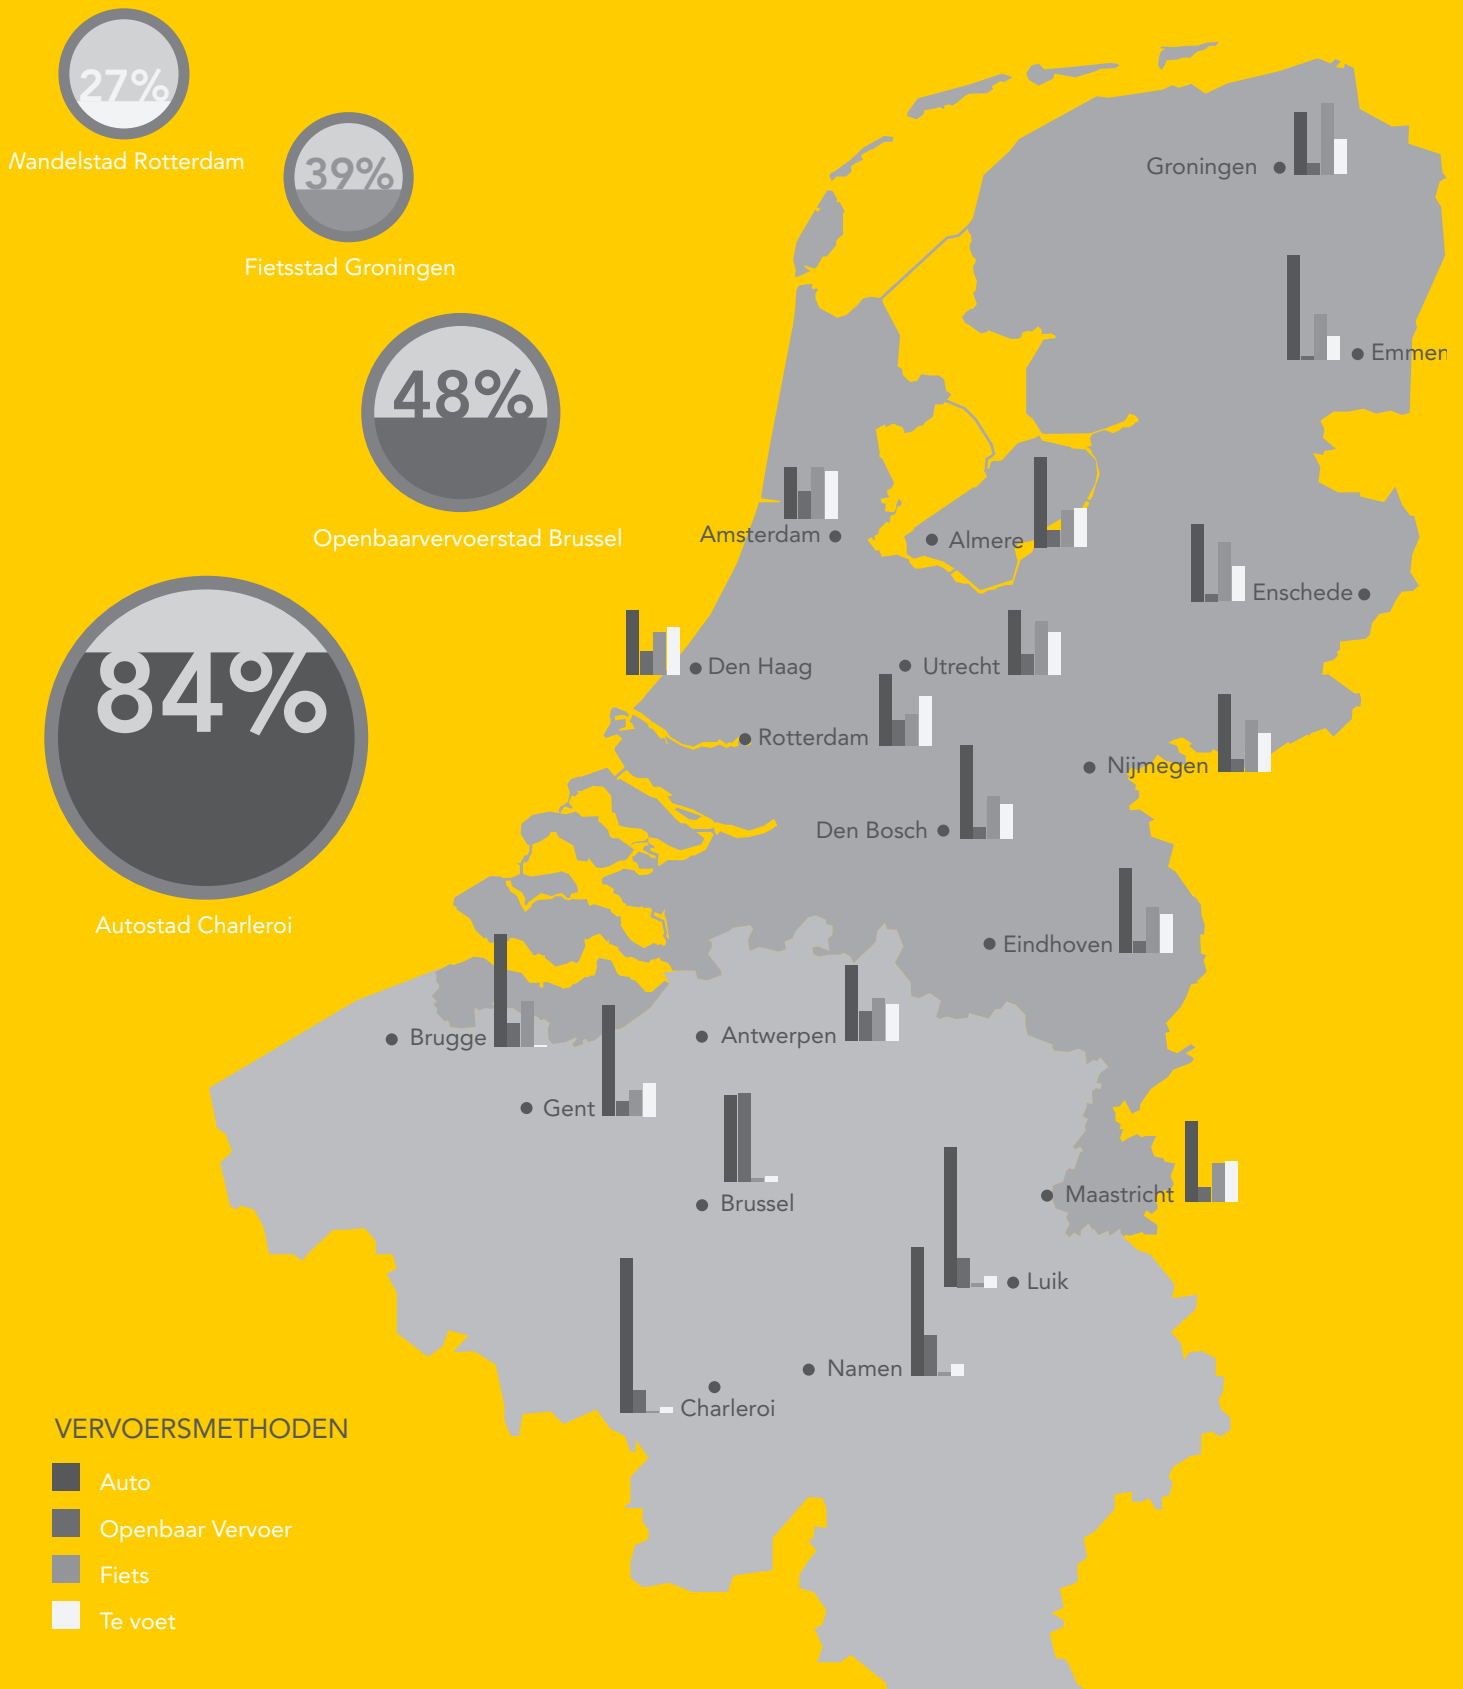 27%
Wandelstad Rotterdam
39%
Fietsstad Groningen
48%
Openbaarvervoerstad Brussel
84%
Autostad Charleroi
Groningen
Emmen
Amsterdam
Almere
Enschede
Den Haag
Utrecht
Rotterdam
Nijmegen
Den Bosch
Eindhoven
Brugge
Antwerpen
Gent
Brussel
Maastricht
Luik
Namen
Charleroi
VERVOERSMETHODEN
Auto
Openbaar Vervoer
Fiets
Te voet